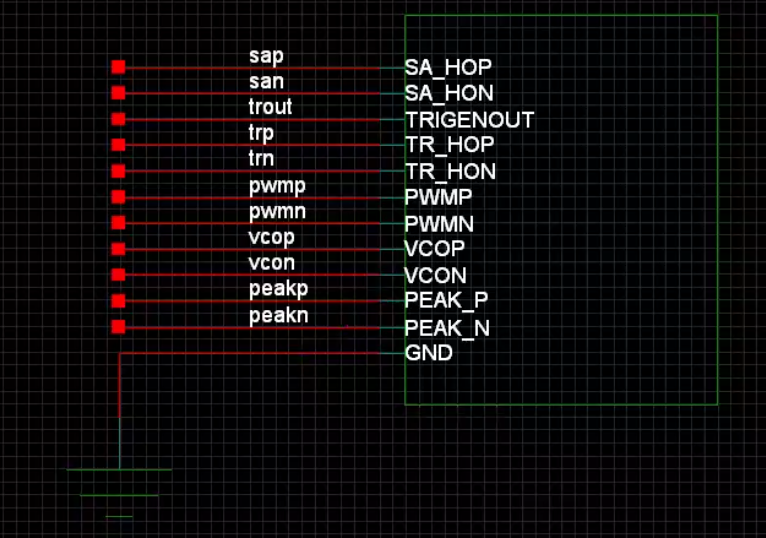 sap
SA_HOP
san
SA_HON
trout
TRIGENOUT
trp
TR_HOP
trn
TR_HON
pwmp
PWMP
pwmn
PWMN
vcop
VCOP
vcon
VCON
peakp
PEAK_P
peakn
PEAK_N
GND